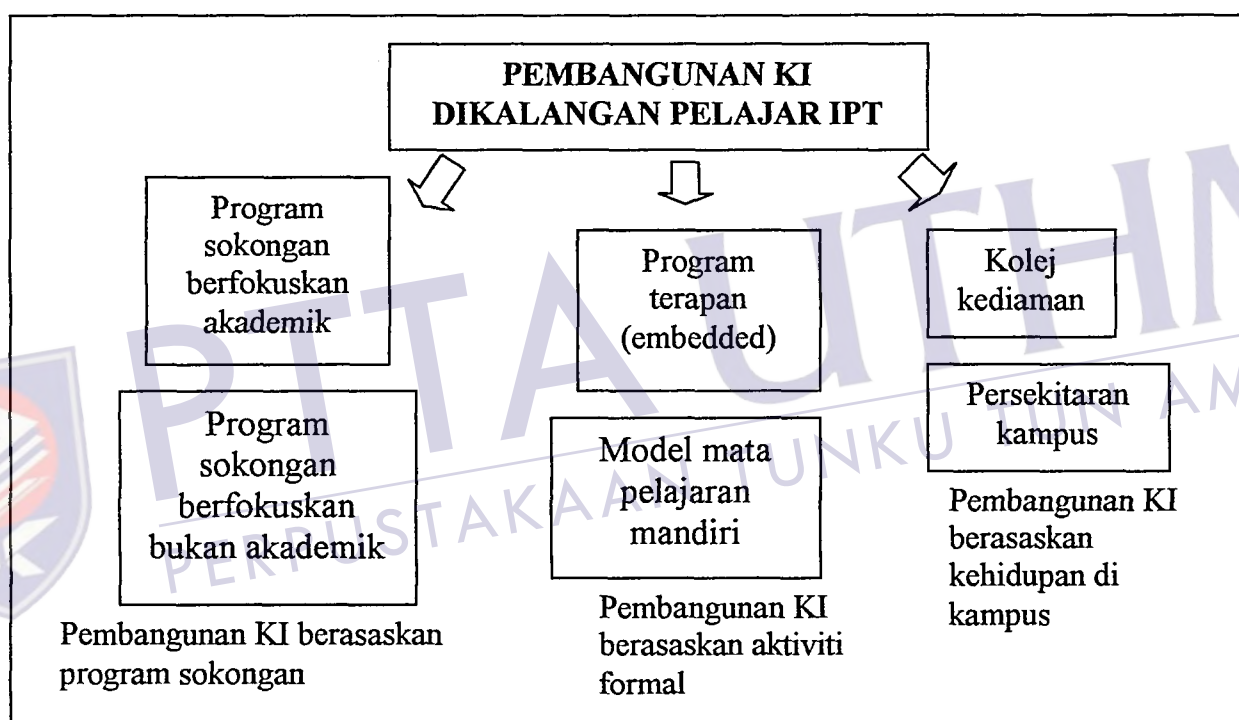 PEMBANGUNAN KI
DIKALANGAN PELAJAR IPT
Program
sokongan
berfokuskan
akademik
Program
sokongan
berfokuskan
bukan akademik
Pembangunan KI berasaskan
program sokongan
Program
terapan
(embedded)
Model mata
pelajaran
mandiri
Pembangunan KI
berasaskan aktiviti
formal
Kolej
kediaman
Persekitaran
kampus
Pembangunan KI
berasaskan
kehidupan di
kampus
PTTA UTHM
PERPUSTAKAAN TUNKU TUN AM